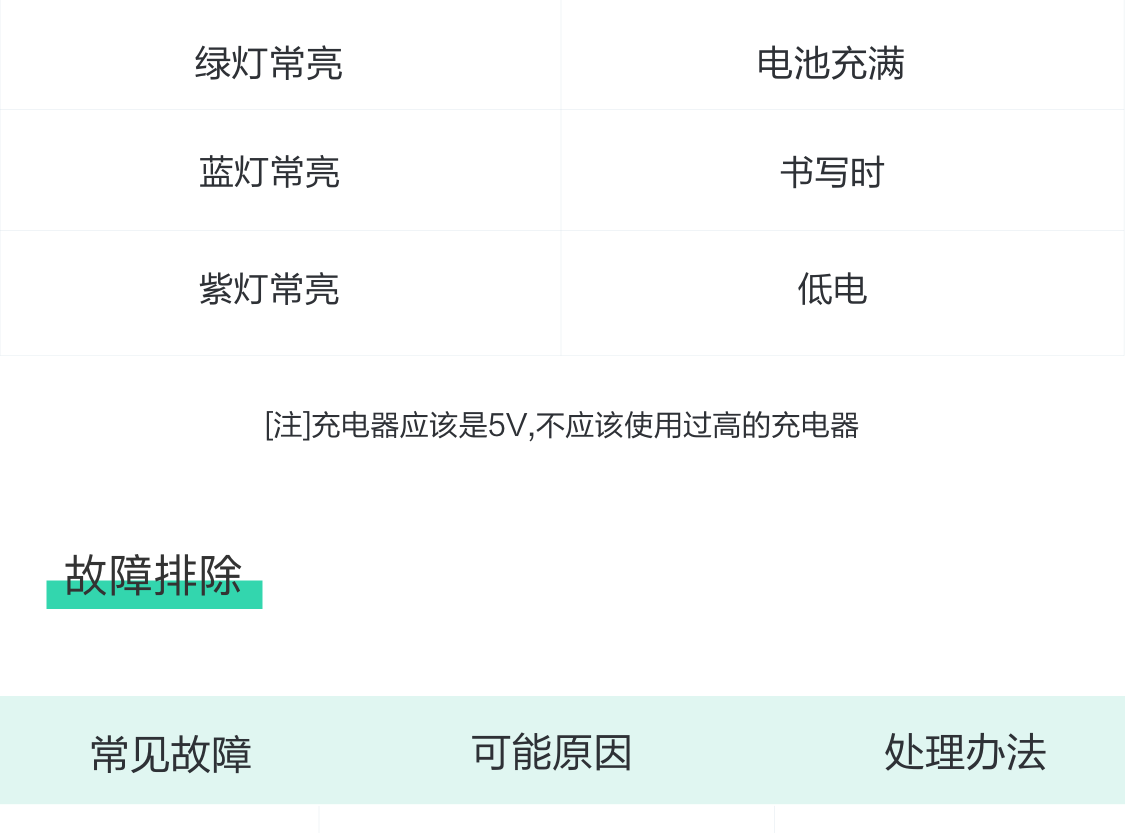 绿灯常亮 电池充满
蓝灯常亮 书写时
紫灯常亮 低电
[注]充电器应该是5V,不应该使用过高的充电器
故障排除
常见故障 可能原因 处理办法